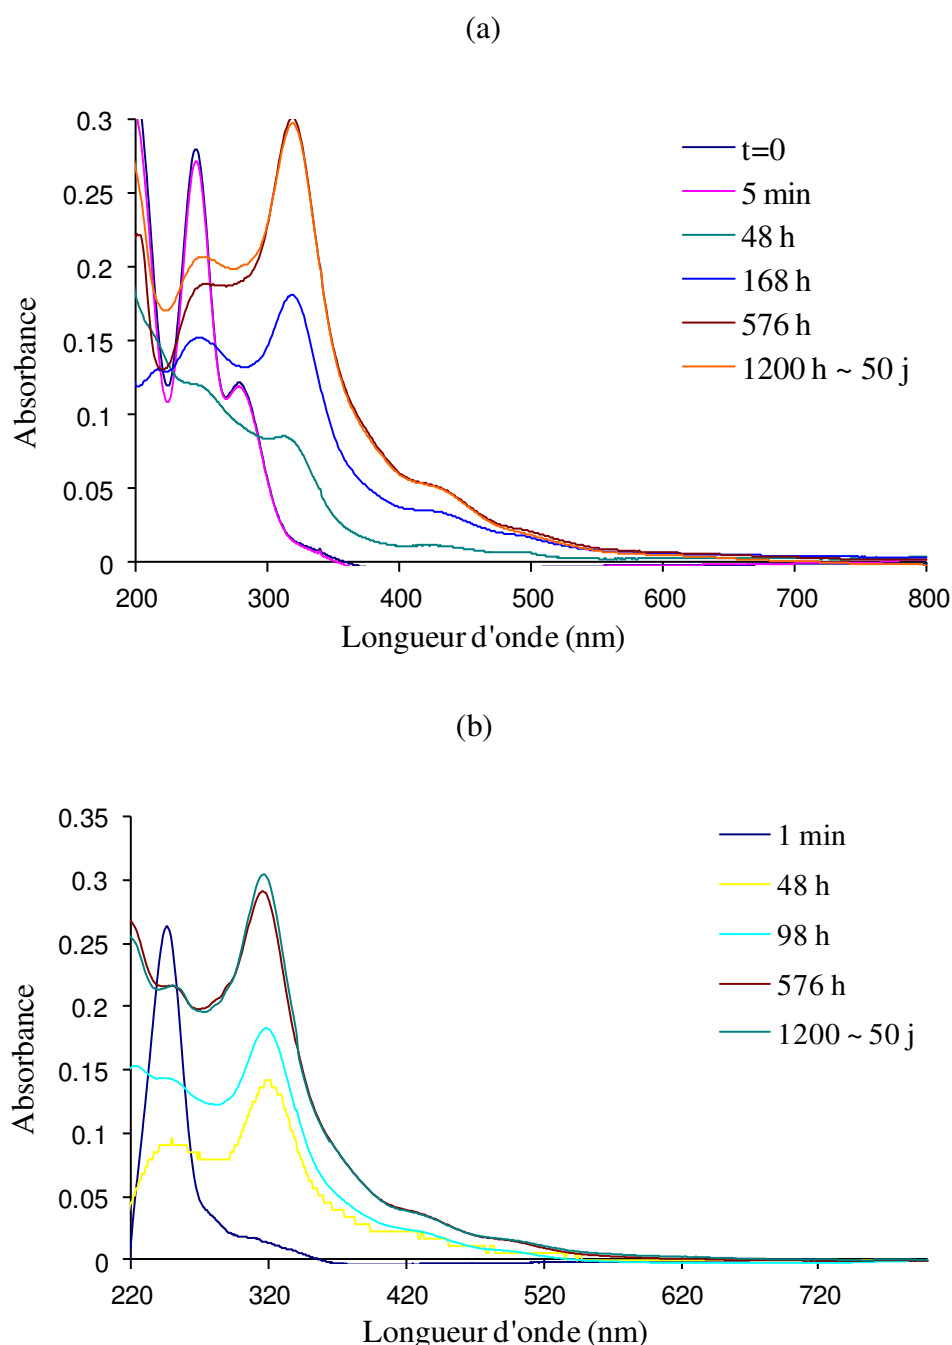 (a)
0.3
0.25
0.2
0.15
0.1
0.05
0
Absorbance
t=0
5 min
48 h
168 h
576 h
1200 h ~ 50 j
200 300 400 500 600 700 800
Longueur d'onde (nm)
(b)
0.35
0.3
0.25
0.2
0.15
0.1
0.05
0
Absorbance
1 min
48 h
98 h
576 h
1200 ~ 50 j
220 320 420 520 620 720
Longueur d'onde (nm)